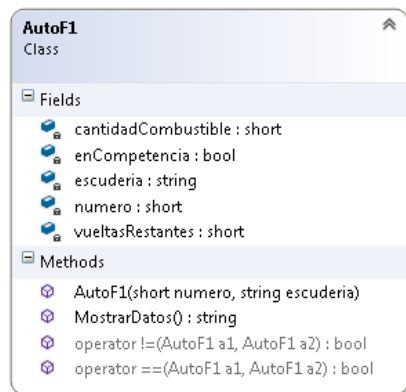 AutoF1
Class
Fields
cantidadCombustible : short
enCompetencia : bool
escuderia : string
numero : short
vueltasRestantes : short
Methods
AutoF1(short numero, string escuderia)
MostrarDatos() : string
operator !=(AutoF1 a1, AutoF1 a2) : bool
operator ==(AutoF1 a1, AutoF1 a2) : bool